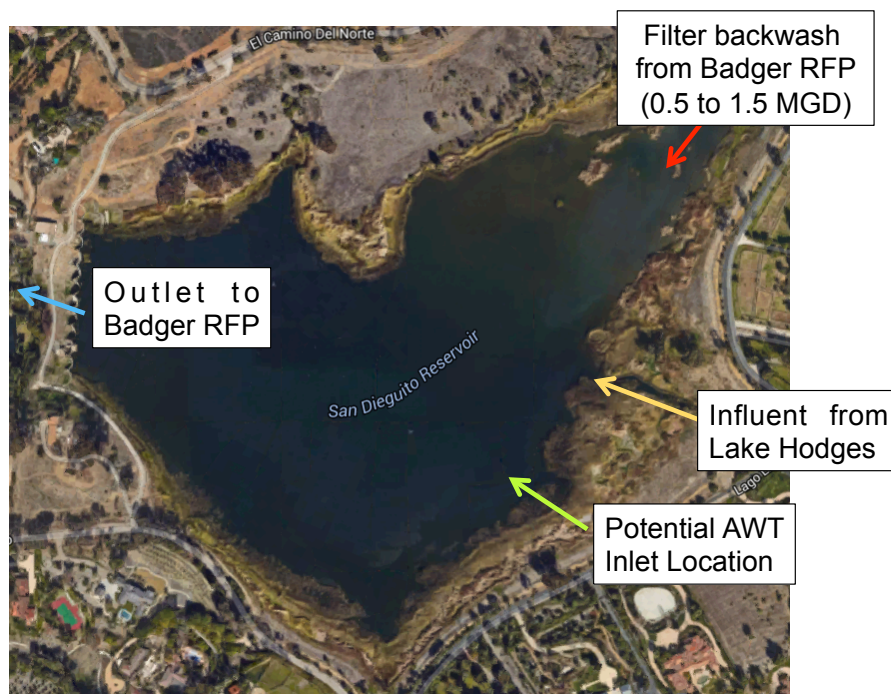 El Camino Del Norte
Filter backwash
from Badger RFP
(0.5 to 1.5 MGD)
Outlet to
Badger RFP
San Dieguito Reservoir
Influent from
Lake Hodges
Lago
Potential AWT
Inlet Location